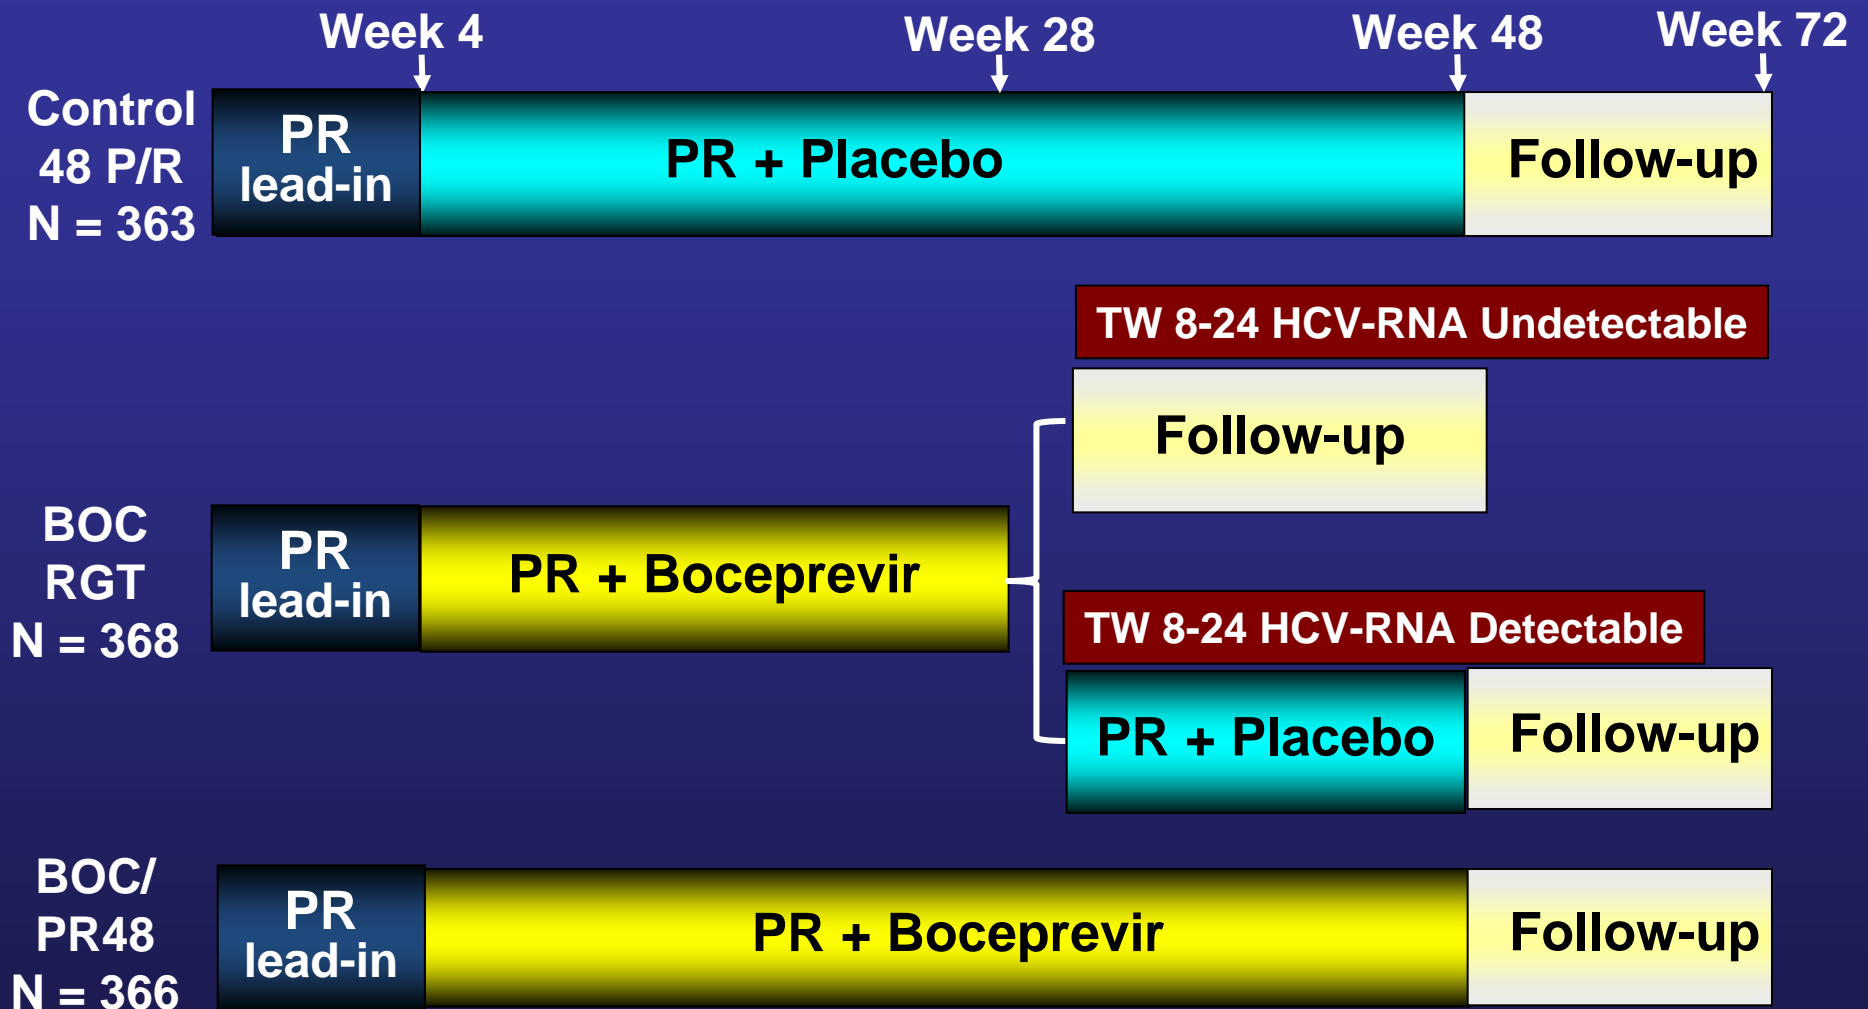 Week 4
Week 28
Week 48
Week 72
Control
48 P/R
N = 363
PR
lead-in
PR + Placebo
Follow-up
TW 8-24 HCV-RNA Undetectable
Follow-up
BOC
RGT
N = 368
PR
lead-in
PR + Boceprevir
TW 8-24 HCV-RNA Detectable
PR + Placebo
Follow-up
BOC/
PR48
N = 366
PR
lead-in
PR + Boceprevir
Follow-up